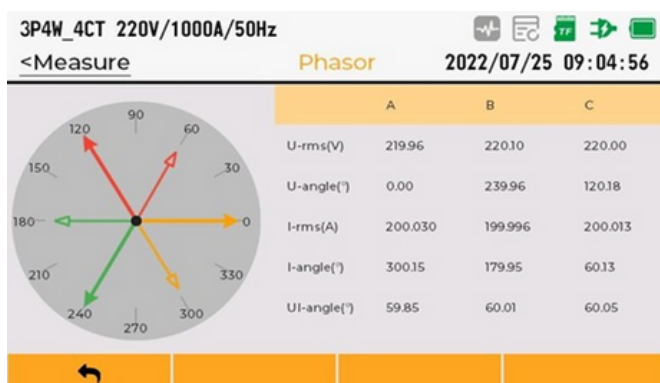 3P4W_4CT 220V/1000A/50Hz
TF
<Measure Phasor 2022/07/25 09:04:56
A B C
U-rms(V) 219.96 220.10 220.00
U-angle(°) 0.00 239.96 120.18
I-rms(A) 200.030 199.996 200.013
I-angle(°) 300.15 179.95 60.13
UI-angle(°) 59.85 60.01 60.05
90
120 60
150 30
180 0
210 330
240 300
270